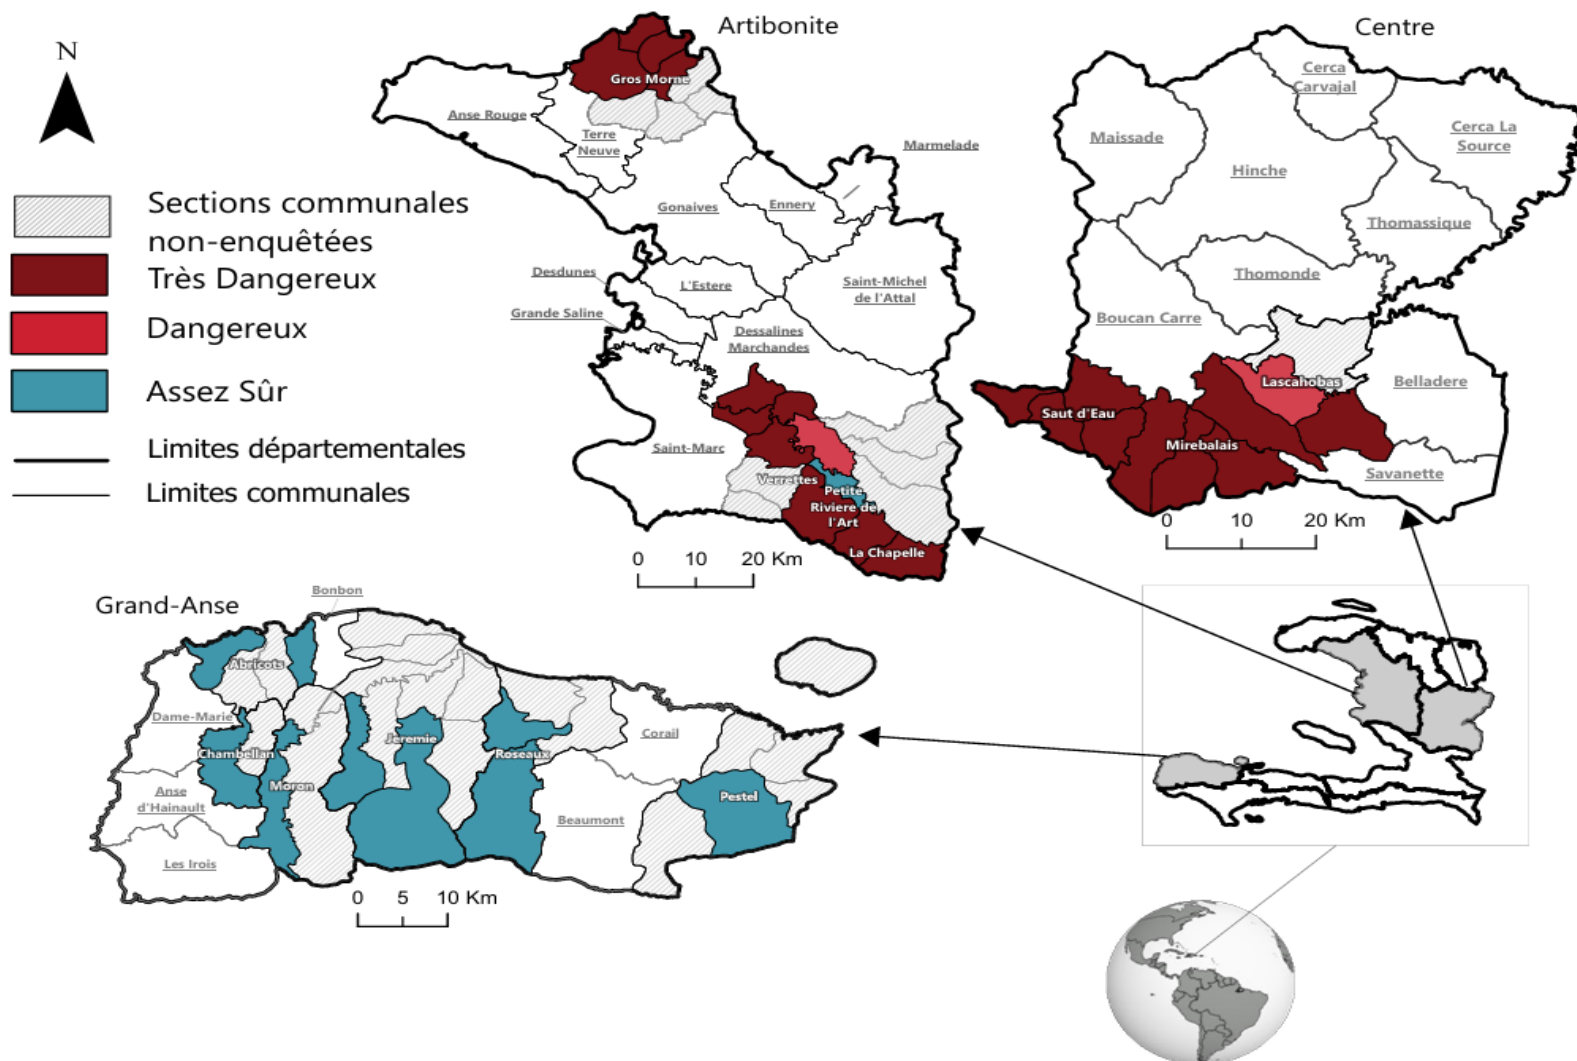 Artibonite
Centre
N
Gros Morne
Cerca
Carvajal
Anse Rouge
Terre
Neuve
Marmelade
Maissade
Cerca La
Source
Hinche
Sections communales
non-enquêtées
Ennery
Gonaives
Thomassique
Très Dangereux
Desdunes
L'Estere
Saint-Michel
de l'Attal
Thomonde
Grande Saline
Boucan Carre
Dangereux
Dessalines
Marchandes
Assez Sûr
Lascahobas
Belladere
Saut d'Eau
Limites départementales
Saint-Marc
Mirebalais
Verrettes
Savanette
Limites communales
Petite
Riviere de
l'Art
La Chapelle
0 10 20 Km
0 10 20 Km
Grand-Anse
Bonbon
Abricots
Dame-Marie
Chambellan
Jeremie
Roseaux
Corail
Anse
d'Hainault
Moron
Pestel
Beaumont
Les Irois
0 5 10 Km